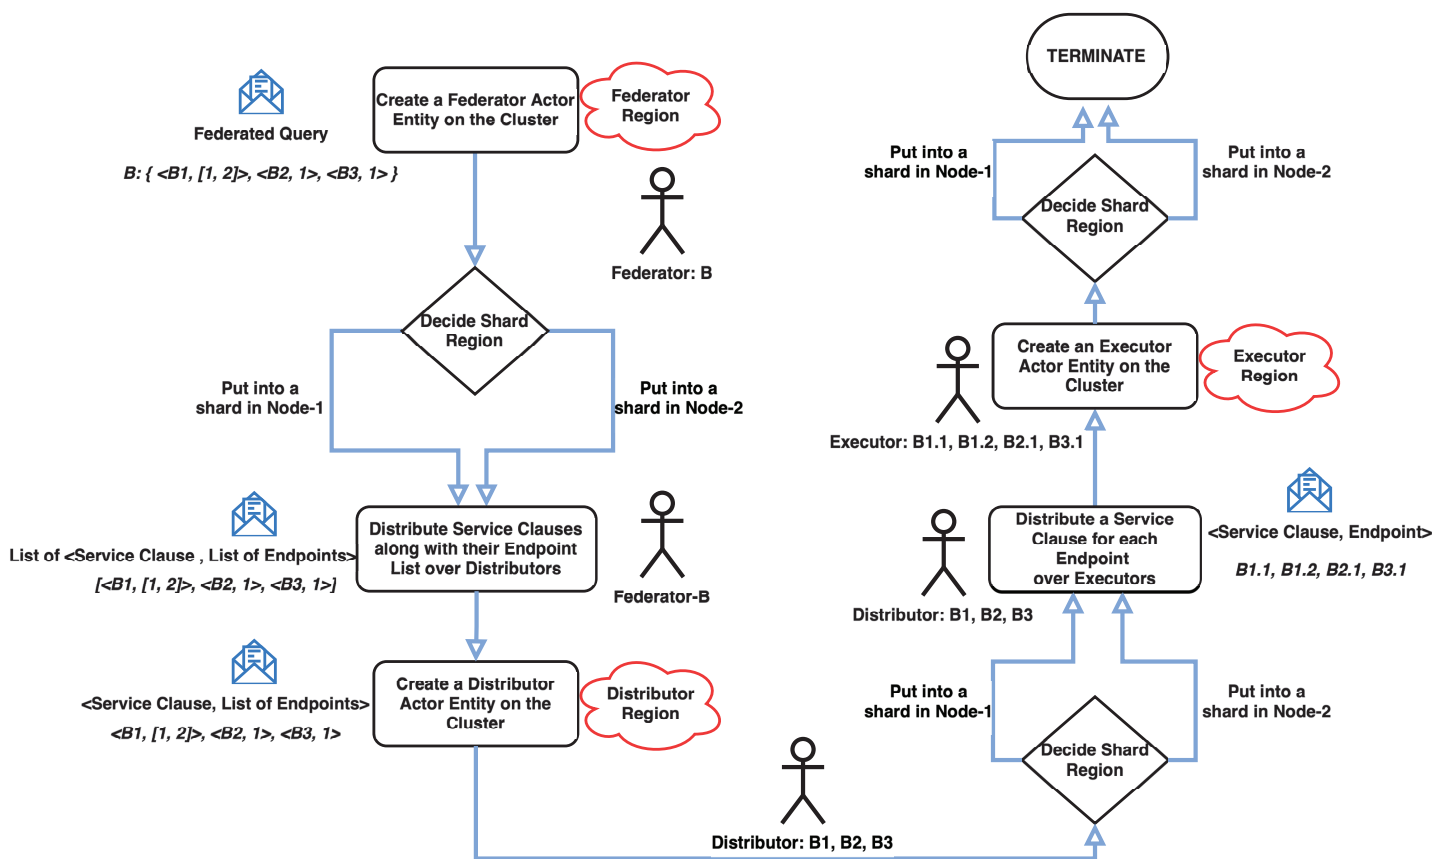 Federated Query
B: { <B1, [1, 2]>, <B2, 1>, <B3, 1> }
Create a Federator Actor
Entity on the Cluster
Federator
Region
Federator: B
Decide Shard
Region
Put into a
shard in Node-1
Put into a
shard in Node-2
List of <Service Clause , List of Endpoints>
[<B1, [1, 2]>, <B2, 1>, <B3, 1>]
Distribute Service Clauses
along with their Endpoint
List over Distributors
Federator-B
<Service Clause, List of Endpoints>
<B1, [1, 2]>, <B2, 1>, <B3, 1>
Create a Distributor
Actor Entity on the
Cluster
Distributor
Region
Distributor: B1, B2, B3
Decide Shard
Region
Put into a
shard in Node-1
Put into a
shard in Node-2
Distribute a Service
Clause for each
Endpoint
over Executors
Distributor: B1, B2, B3
<Service Clause, Endpoint>
B1.1, B1.2, B2.1, B3.1
Create an Executor
Actor Entity on the
Cluster
Executor
Region
Executor: B1.1, B1.2, B2.1, B3.1
Decide Shard
Region
Put into a
shard in Node-1
Put into a
shard in Node-2
TERMINATE